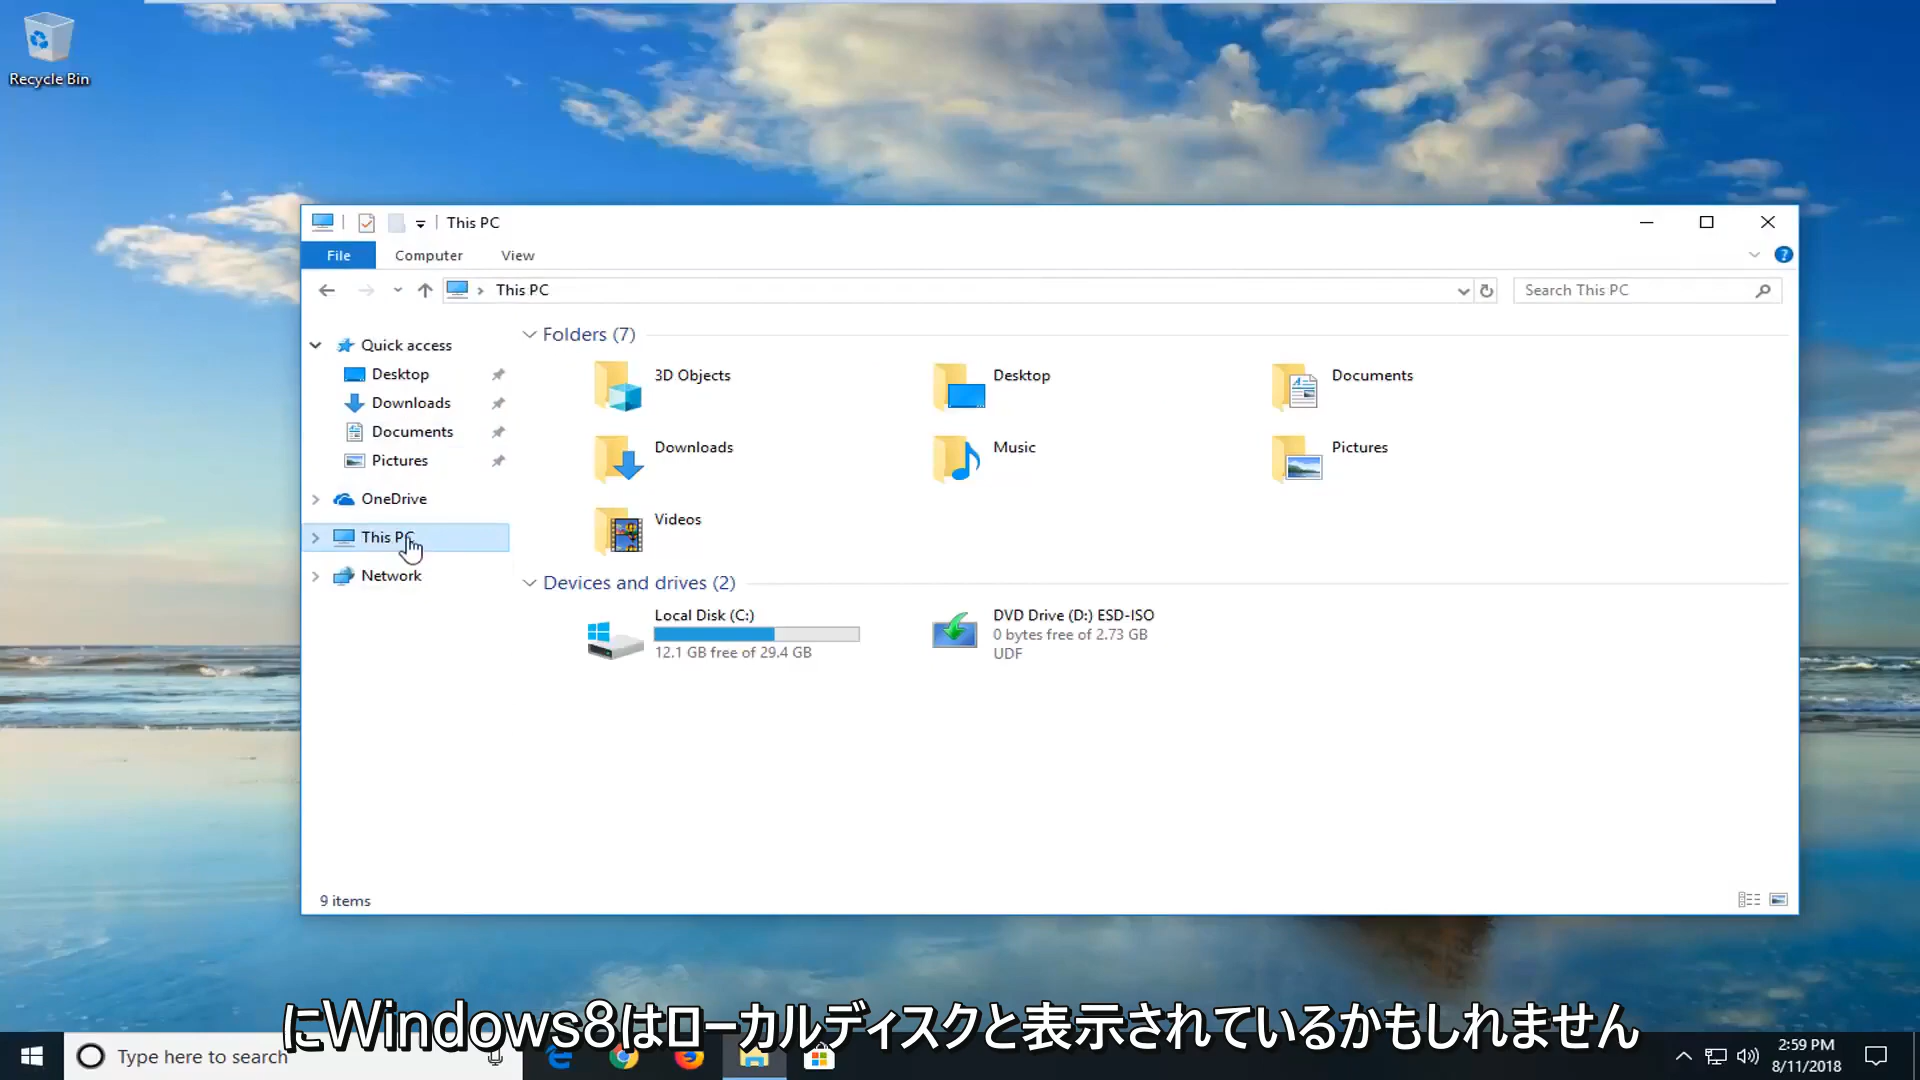 Recycle Bin
This PC
File
Computer
View
?
This PC
Search This PC
Quick access
Desktop
Downloads
Documents
Pictures
OneDrive
This PC
Network
Folders (7)
3D Objects
Desktop
Documents
Downloads
Music
Pictures
Videos
Devices and drives (2)
Local Disk (C:)
12.1 GB free of 29.4 GB
DVD Drive (D:) ESD-ISO
0 bytes free of 2.73 GB
UDF
9 items
にWindows8はローカルディスクと表示されているかもしれません
Type here to search
2:59 PM
8/11/2018